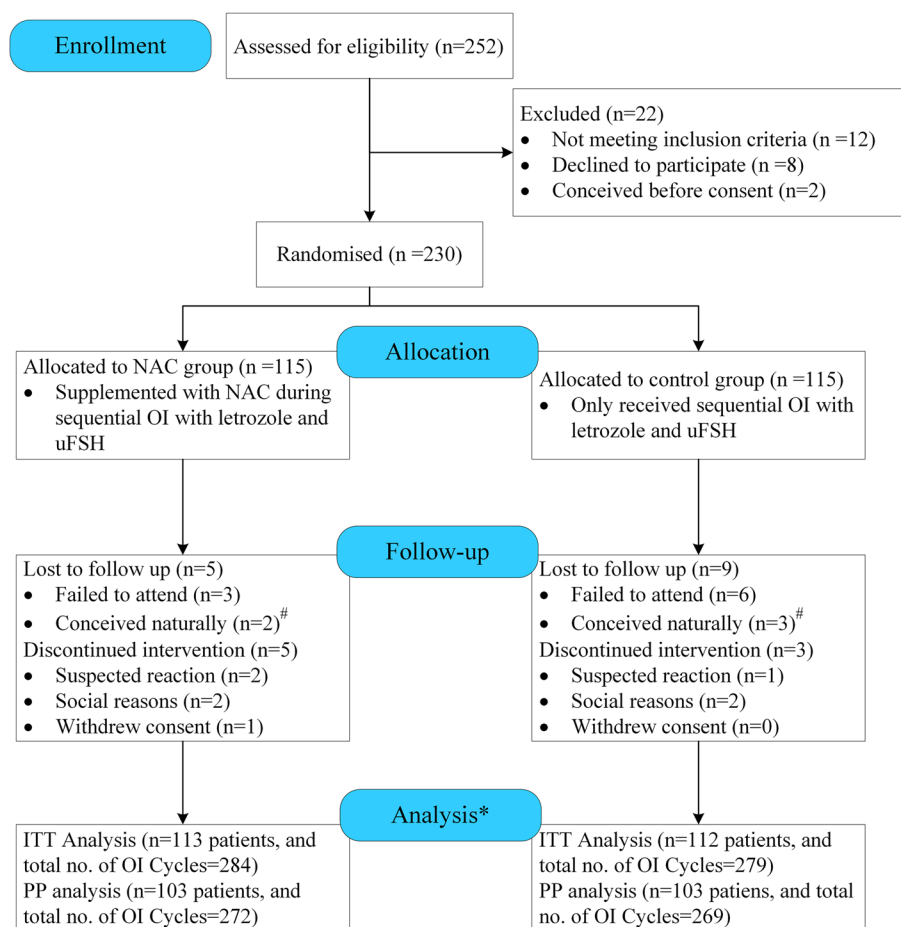 Enrollment
Assessed for eligibility (n=252)
Excluded (n=22)
• Not meeting inclusion criteria (n =12)
• Declined to participate (n =8)
• Conceived before consent (n=2)
Randomised (n =230)
Allocation
Allocated to NAC group (n =115)
• Supplemented with NAC during
sequential OI with letrozole and
uFSH
Allocated to control group (n =115)
• Only received sequential OI with
letrozole and uFSH
Follow-up
Lost to follow up (n=5)
• Failed to attend (n=3)
• Conceived naturally (n=2)#
Discontinued intervention (n=5)
• Suspected reaction (n=2)
• Social reasons (n=2)
• Withdrew consent (n=1)
Lost to follow up (n=9)
• Failed to attend (n=6)
• Conceived naturally (n=3)#
Discontinued intervention (n=3)
• Suspected reaction (n=1)
• Social reasons (n=2)
• Withdrew consent (n=0)
Analysis*
ITT Analysis (n=113 patients, and
total no. of OI Cycles=284)
PP analysis (n=103 patients, and
total no. of OI Cycles=272)
ITT Analysis (n=112 patients, and
total no. of OI Cycles=279)
PP analysis (n=103 patiens, and total
no. of OI Cycles=269)